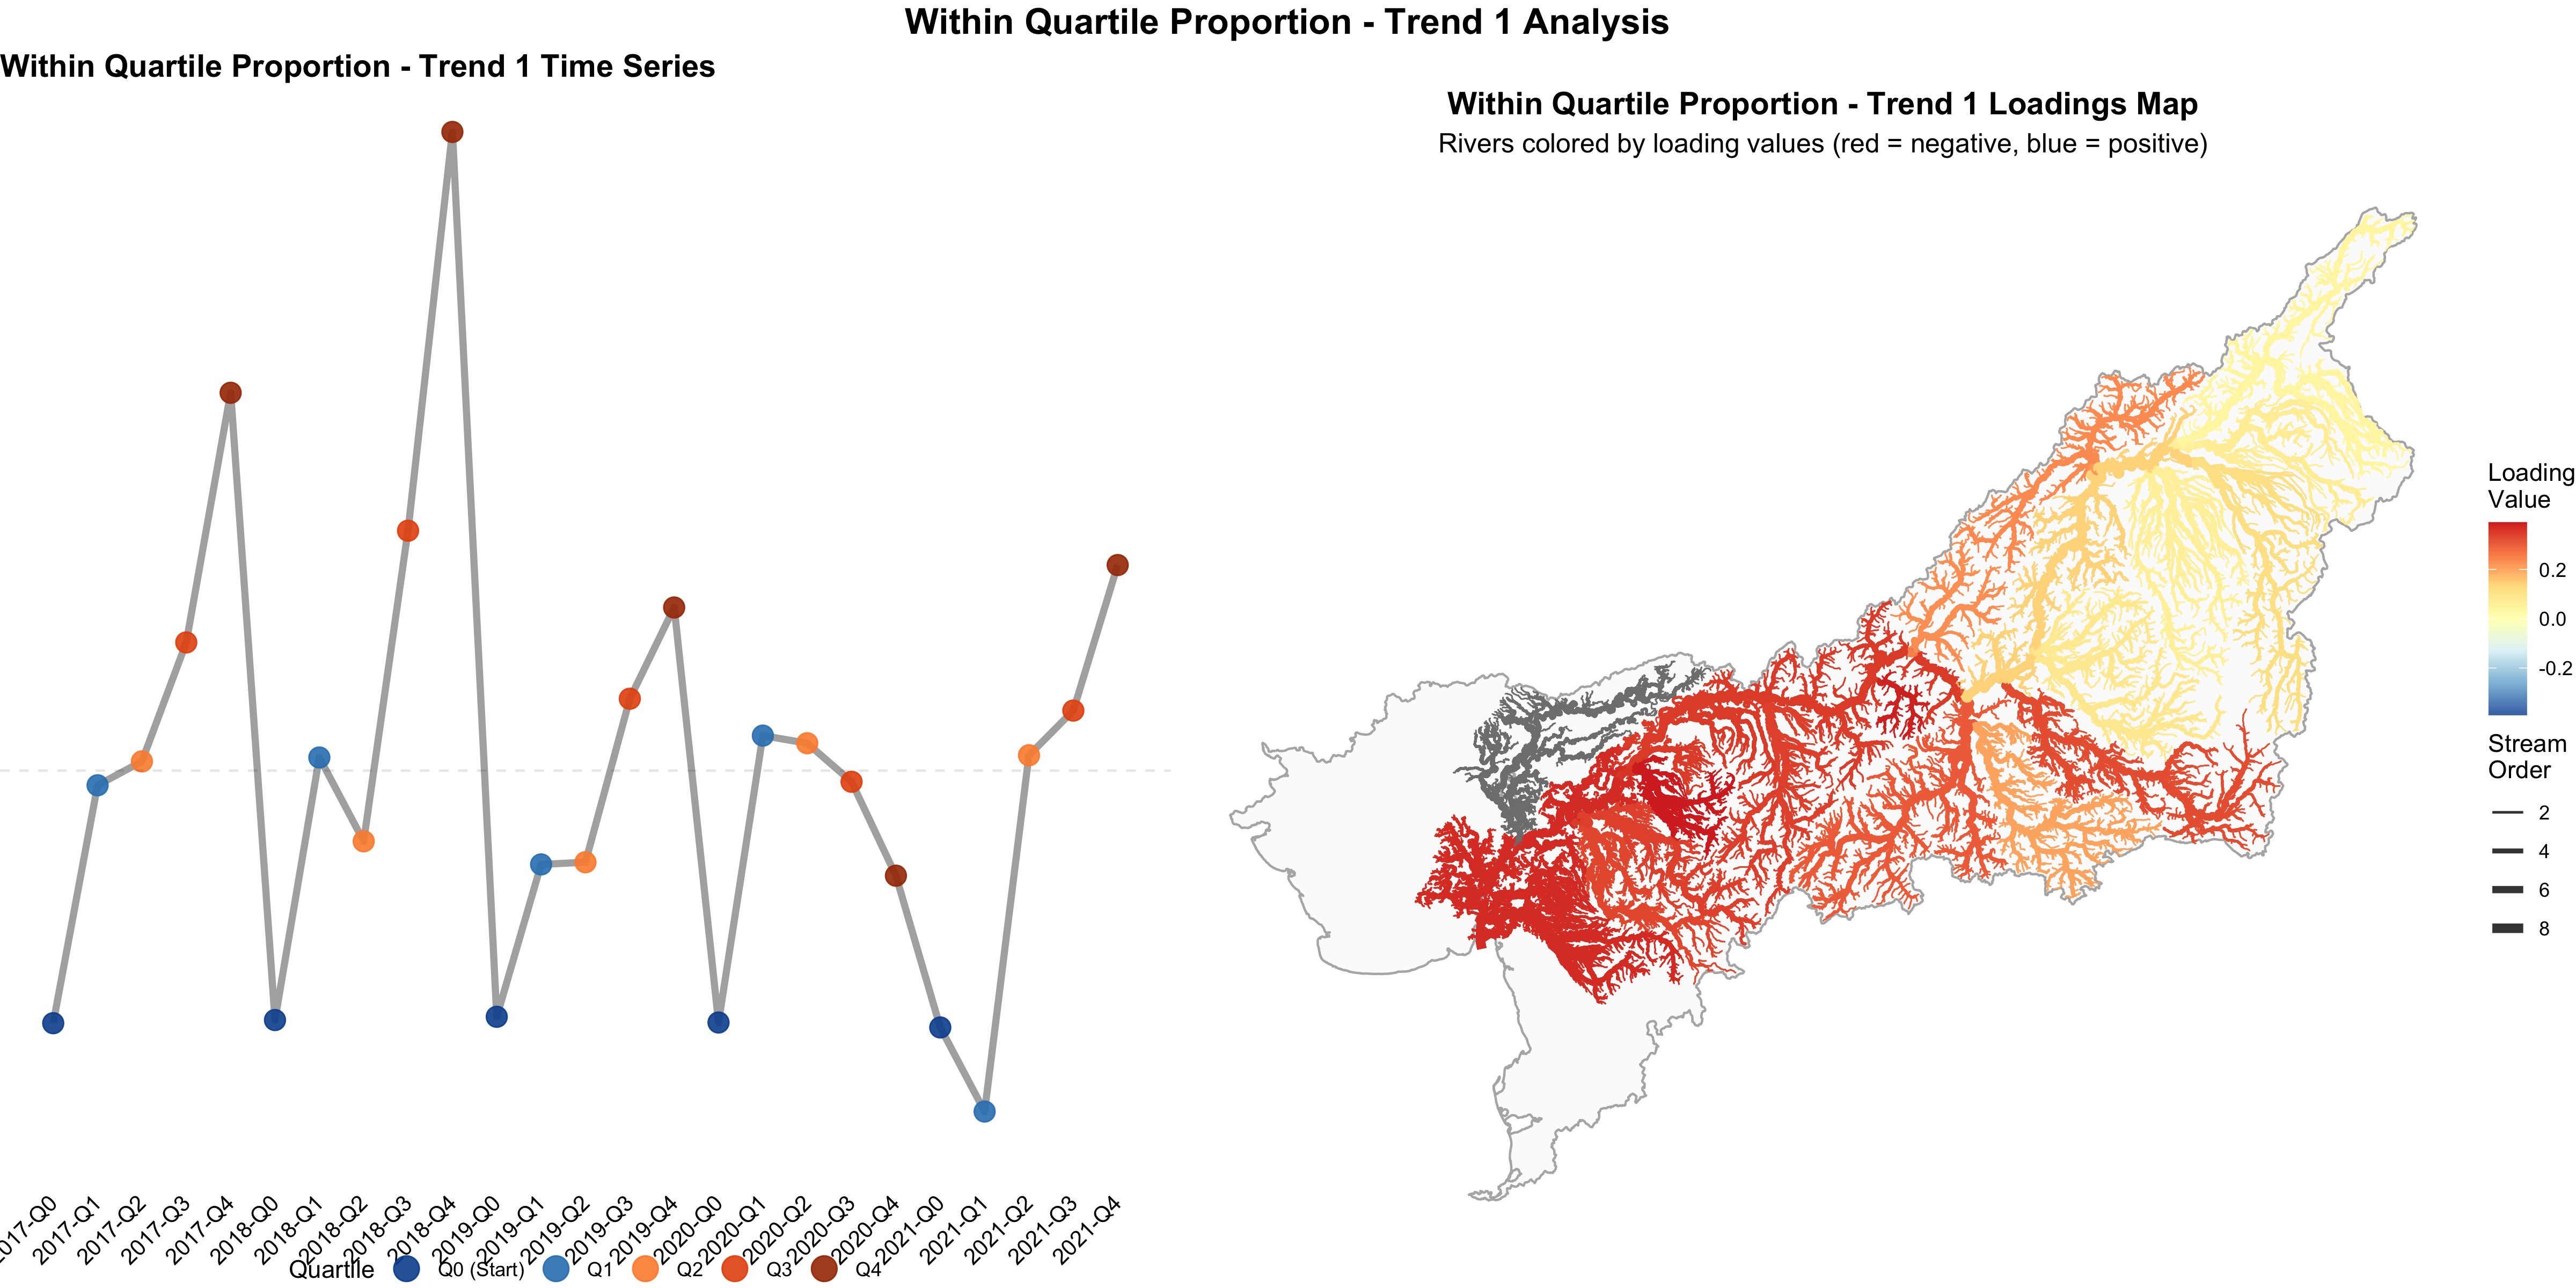 Within Quartile Proportion - Trend 1 Analysis
Within Quartile Proportion - Trend 1 Time Series
2017-Q0
2017-Q1
2017-Q2
2017-Q3
2017-Q4
2018-Q0
2018-Q1
2018-Q2
2018-Q3
2018-Q4
2019-Q0
2019-Q1
2019-Q2
2019-Q3
2019-Q4
2020-Q0
2020-Q1
2020-Q2
2020-Q3
2020-Q4
2021-Q0
2021-Q1
2021-Q2
2021-Q3
2021-Q4
Quartile Q0 (Start) Q1 Q2 Q3 Q4
Within Quartile Proportion - Trend 1 Loadings Map
Rivers colored by loading values (red = negative, blue = positive)
Loading
Value
0.2
0.0
-0.2
Stream
Order
2
4
6
8